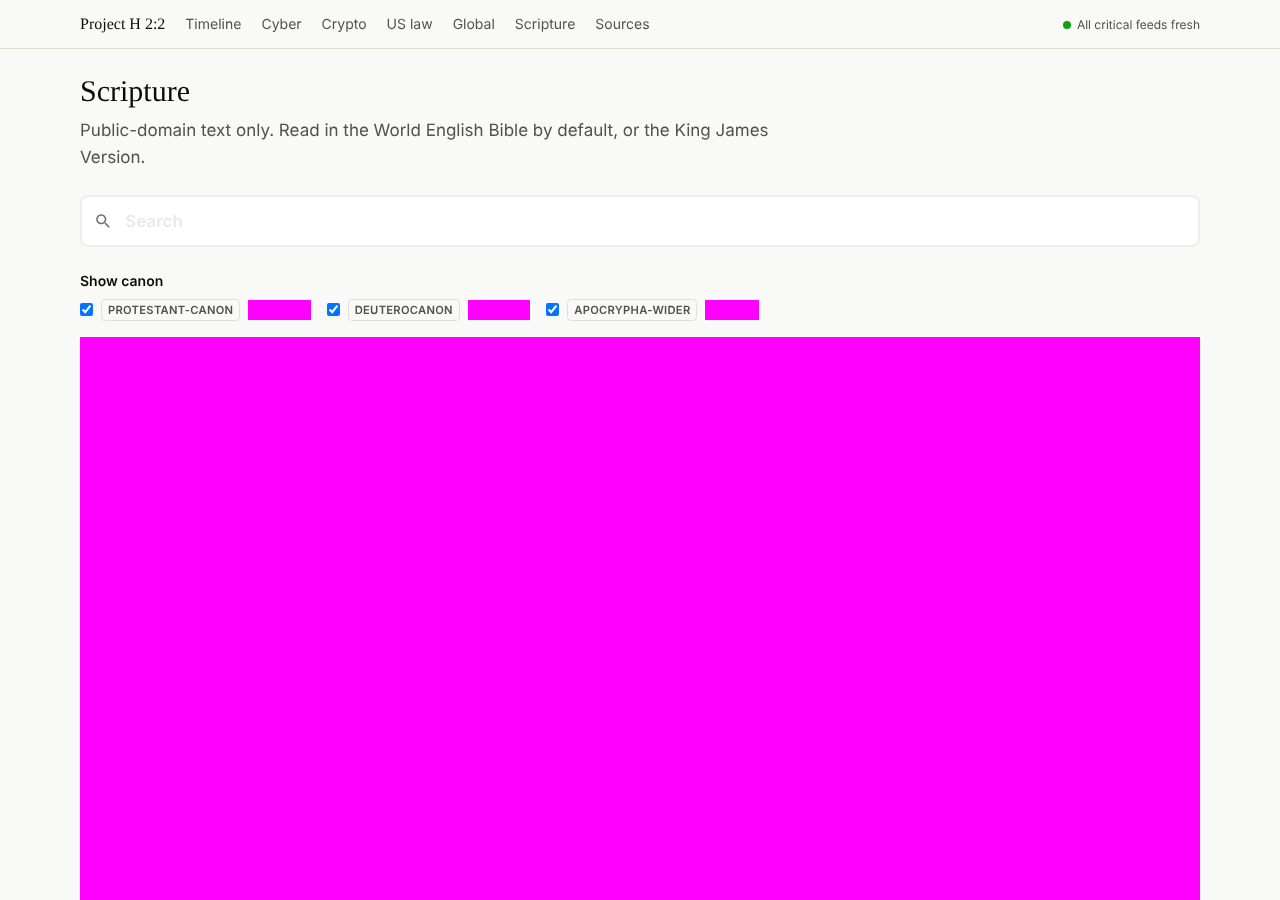 Project H 2:2 Timeline Cyber Crypto US law Global Scripture Sources All critical feeds fresh
Scripture
Public-domain text only. Read in the World English Bible by default, or the King James
Version.
Search
Show canon
PROTESTANT-CANON DEUTEROCANON APOCRYPHA-WIDER